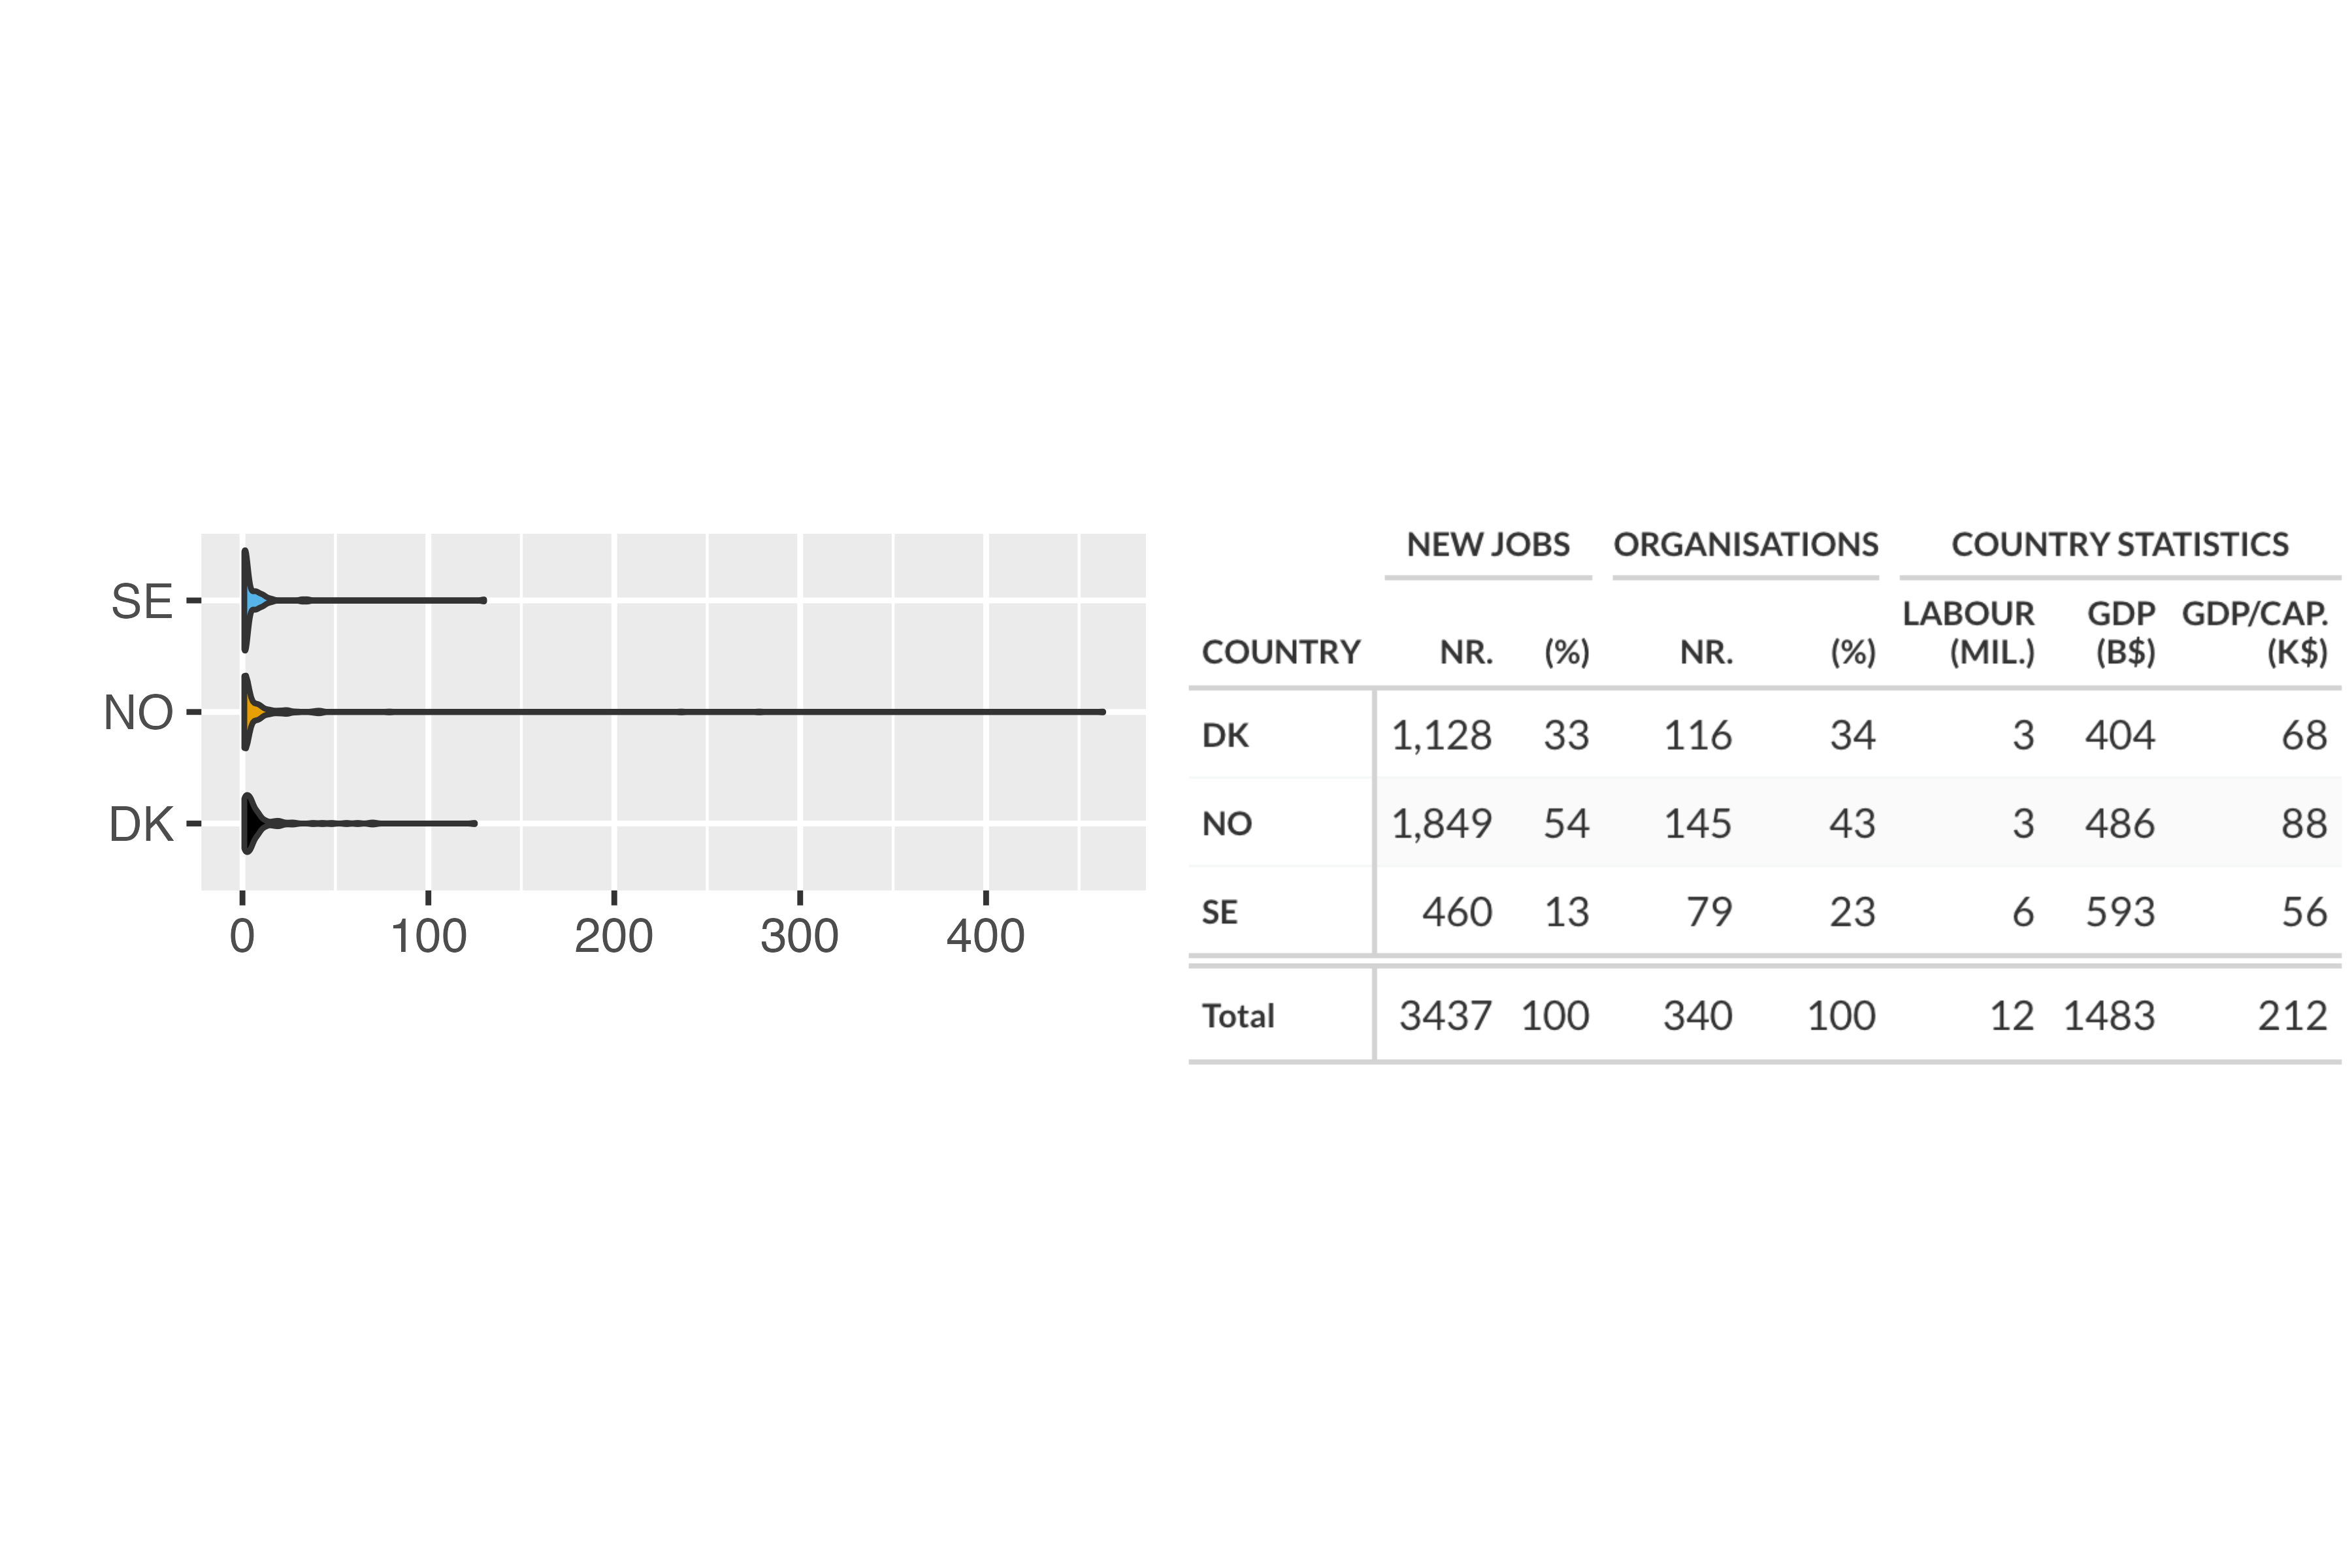 SE
NO
DK
0 100 200 300 400
NEW JOBS ORGANISATIONS COUNTRY STATISTICS
LABOUR GDP GDP/CAP.
COUNTRY NR. (%) NR. (%) (MIL.) (B$) (K$)
DK 1,128 33 116 34 3 404 68
NO 1,849 54 145 43 3 486 88
SE 460 13 79 23 6 593 56
Total 3437 100 340 100 12 1483 212